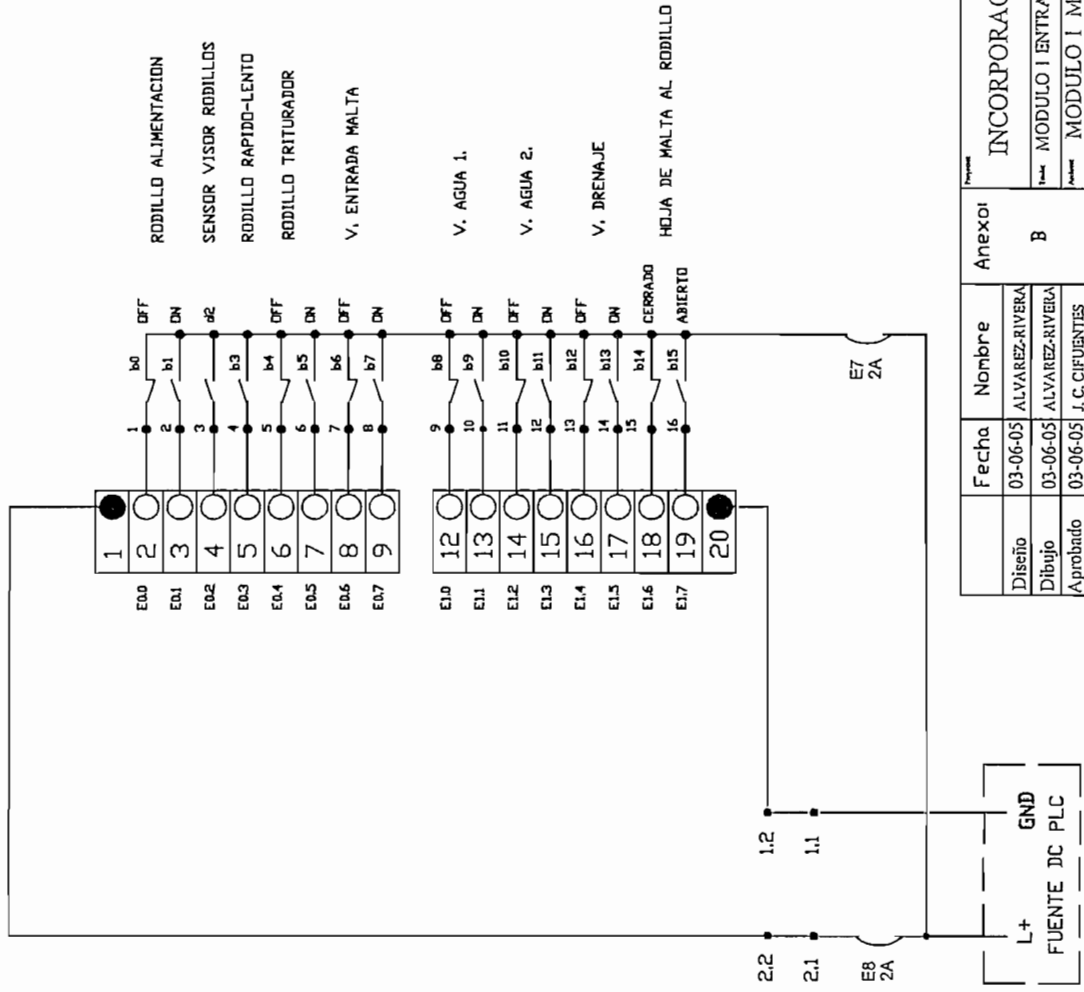 RODILLO ALIMENTACION
SENSOR VISOR RODILLOS
RODILLO RAPIDO-LENTO
RODILLO TRITURADOR
V. ENTRADA MALTA
V. AGUA 1.
V. AGUA 2.
V. DRENAJE
HOJA DE MALTA AL RODILLO
1
E0.0 2 1 b0 OFF
E0.1 3 2 b1 ON
E0.2 4 3 d2
E0.3 5 4 b3
E0.4 6 5 b4 OFF
E0.5 7 6 b5 ON
E0.6 8 7 b6 OFF
E0.7 9 8 b7 ON
E1.0 12 9 b8 OFF
E1.1 13 10 b9 ON
E1.2 14 11 b10 OFF
E1.3 15 12 b11 ON
E1.4 16 13 b12 OFF
E1.5 17 14 b13 ON
E1.6 18 15 b14 CERRADO
E1.7 19 16 b15 ABIERTO
20
E7
2A
2.2 1.2
2.1 1.1
E8
2A
L+ GND
FUENTE DC PLC
Fecha Nombre Anexo:
Diseño 03-06-05 ALVAREZ-RIVERA
Dibujo 03-06-05 ALVAREZ-RIVERA
Aprobado 03-06-05 J. C. CIFUENTES
B
MODULO 1